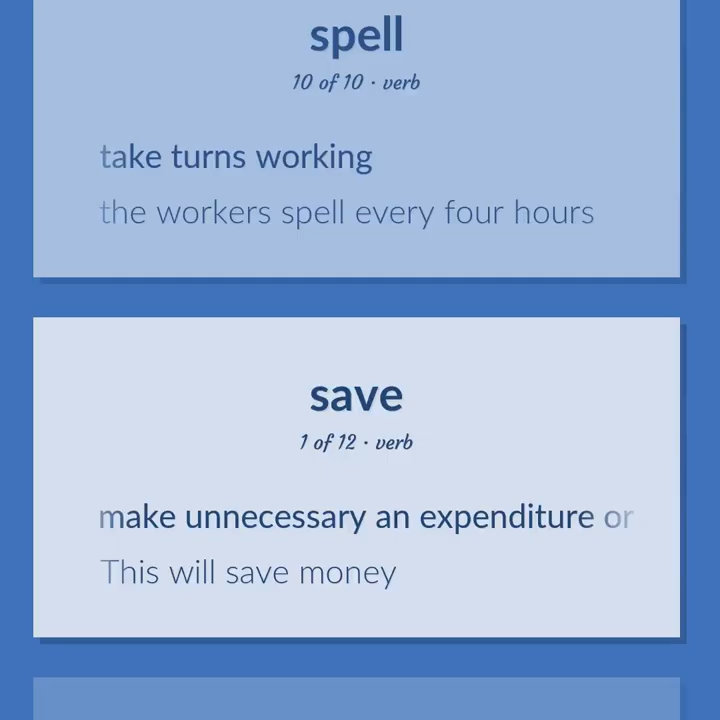 spell
10 of 10 · verb
take turns working
the workers spell every four hours
save
1 of 12 · verb
make unnecessary an expenditure or
This will save money